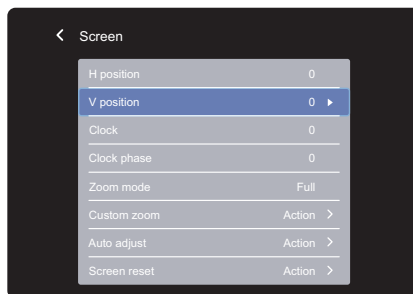 Screen
H position 0
V position 0
Clock 0
Clock phase 0
Zoom mode Full
Custom zoom Action
Auto adjust Action
Screen reset Action